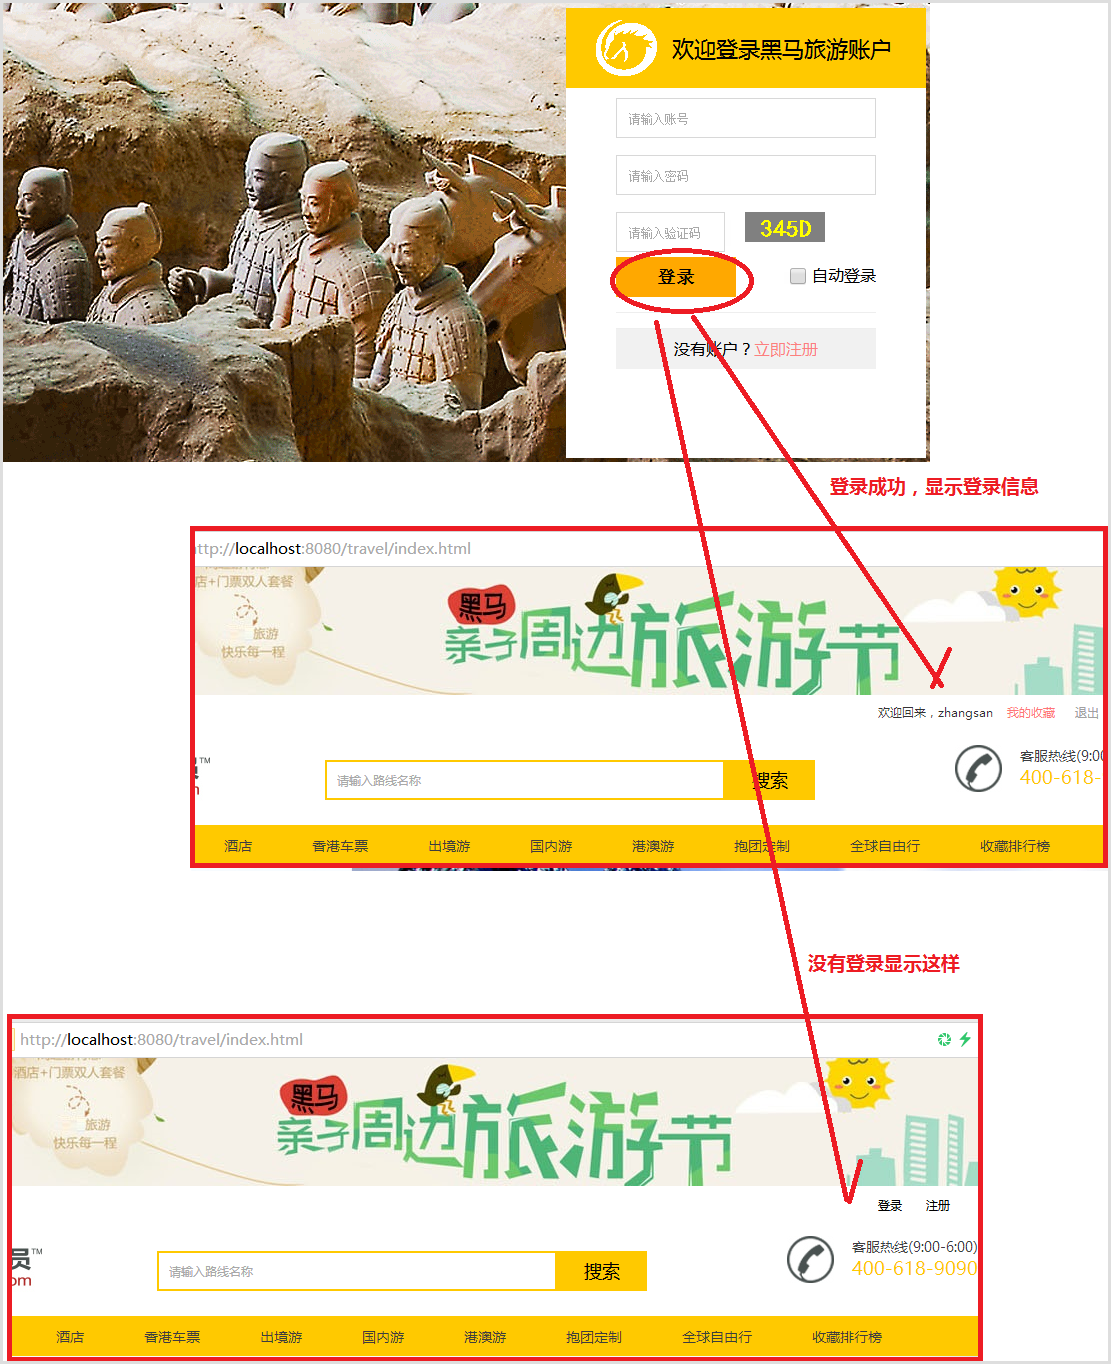 欢迎登录黑马旅游账户
请输入账号
请输入密码
请输入验证码
345D
登录
自动登录
没有账户？立即注册
登录成功，显示登录信息
ttp://localhost:8080/travel/index.html
酒店+门票双人套餐
旅游
快乐每一程
黑马
亲子周边旅游节
欢迎回来，zhangsan 我的收藏 退出
TM
请输入路线名称
搜索
客服热线(9:00
400-618-
酒店 香港车票 出境游 国内游 港澳游 抱团定制 全球自由行 收藏排行榜
没有登录显示这样
http://localhost:8080/travel/index.html
酒店+门票双人套餐
旅游
快乐每一程
黑马
亲子周边旅游节
登录 注册
员TM
om
请输入路线名称
搜索
客服热线(9:00-6:00)
400-618-9090
酒店 香港车票 出境游 国内游 港澳游 抱团定制 全球自由行 收藏排行榜